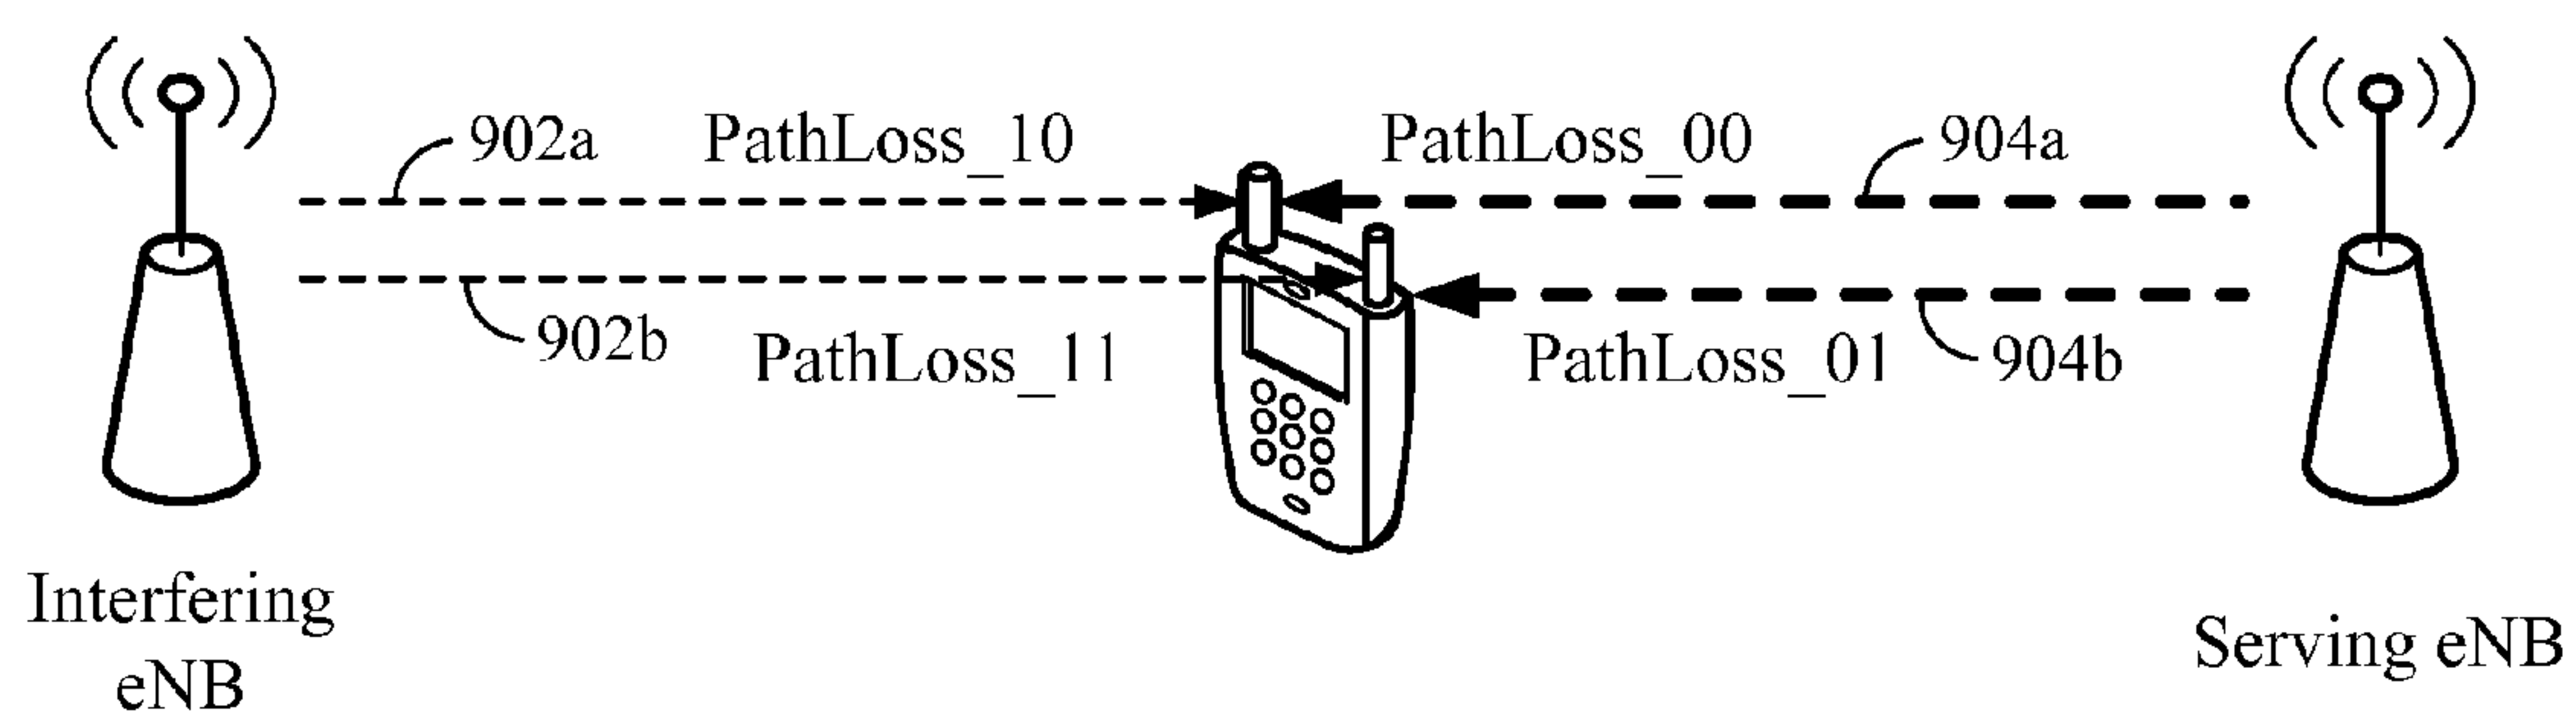 902a
PathLoss_10
PathLoss_00
904a
902b
PathLoss_11
PathLoss_01
904b
Interfering
eNB
Serving eNB